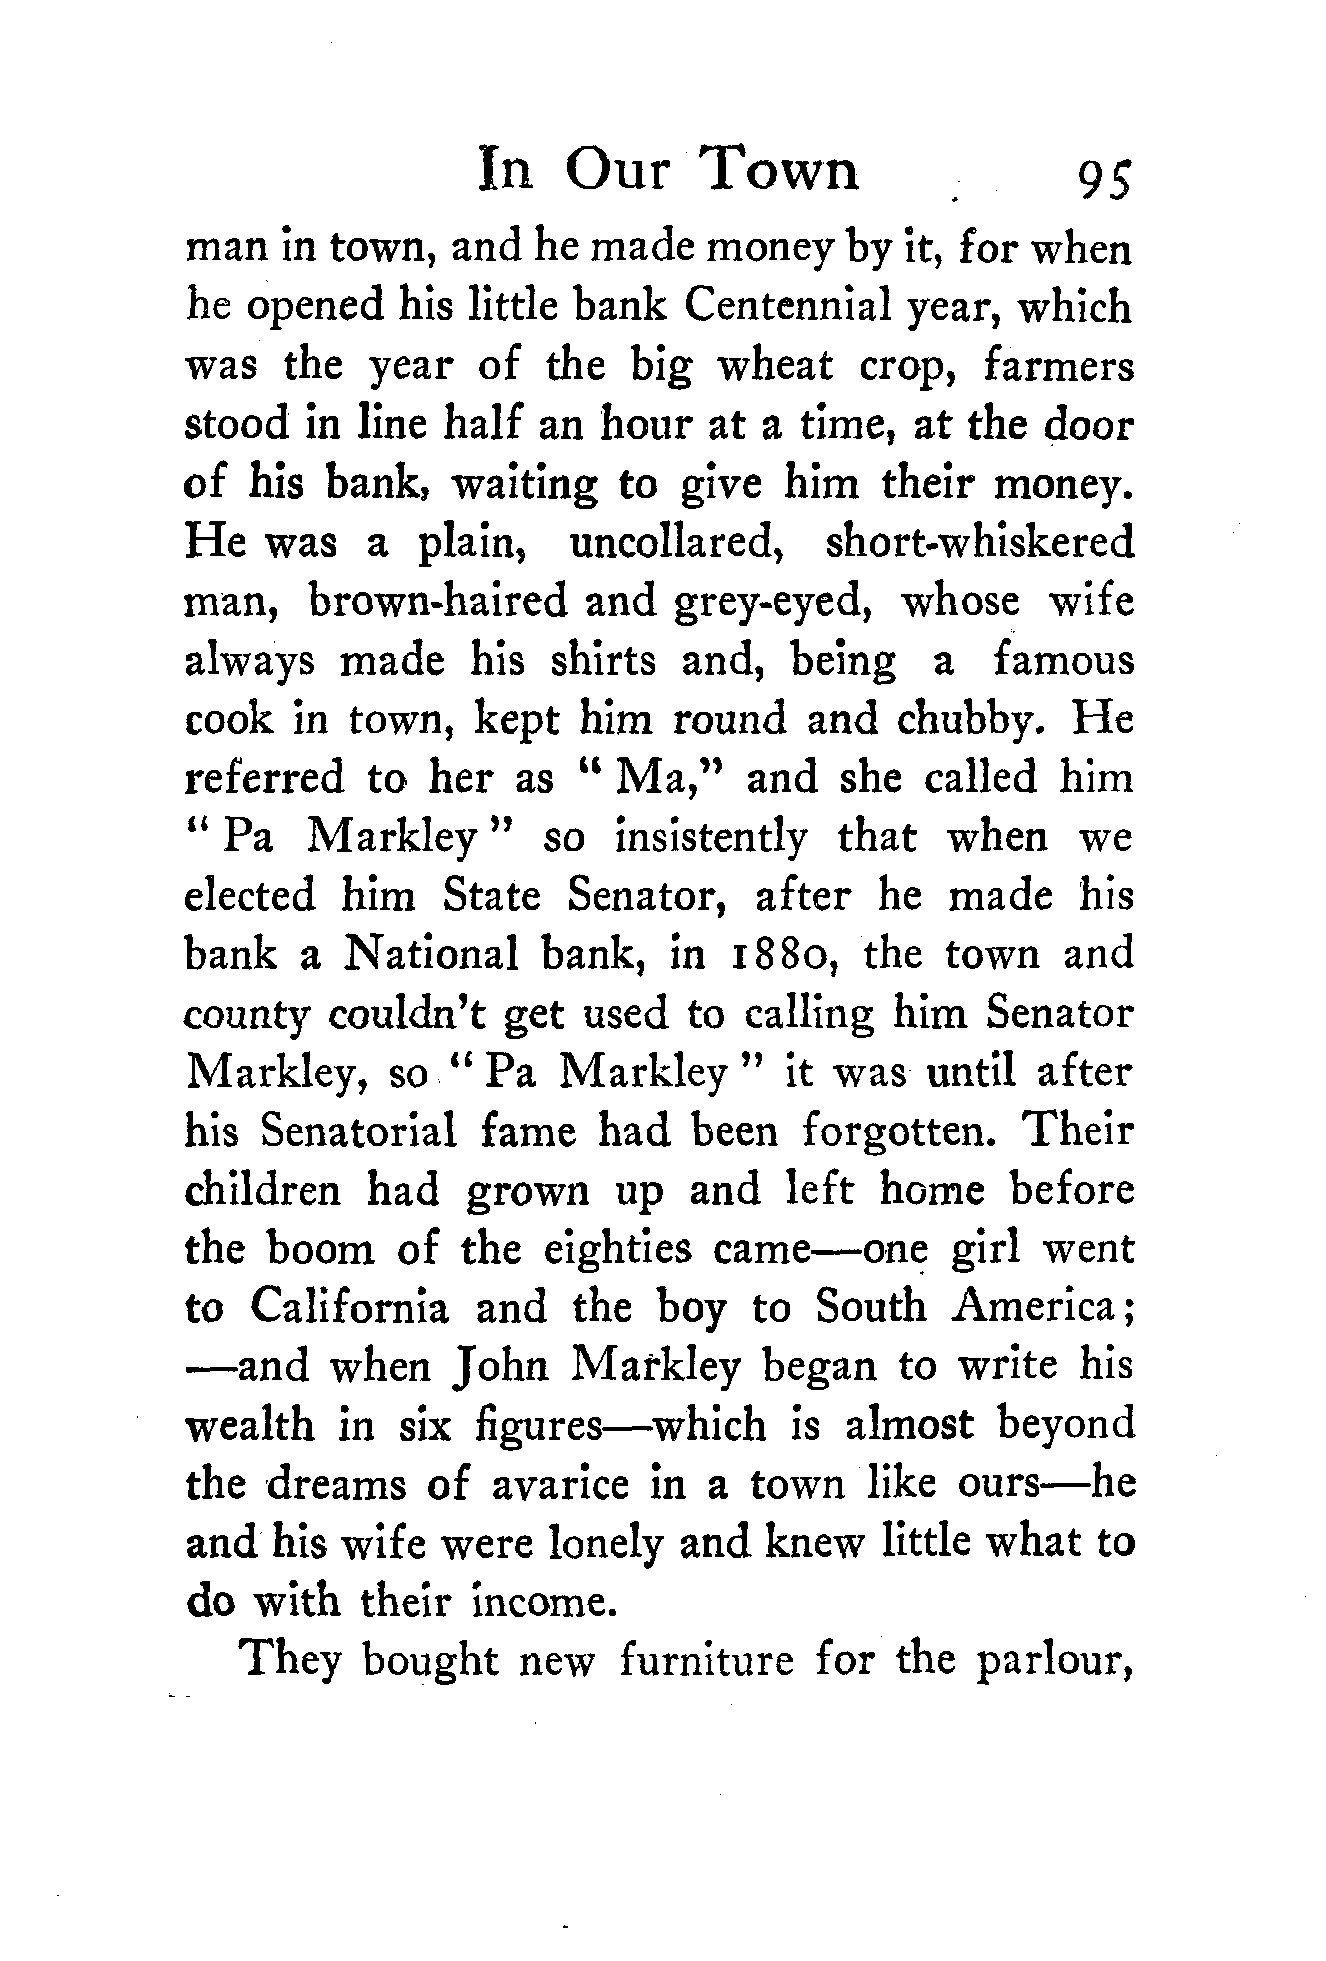 In Our Town 95
man in town, and he made money by it, for when
he opened his little bank Centennial year, which
was the year of the big wheat crop, farmers
stood in line half an hour at a time, at the door
of his bank, waiting to give him their money.
He was a plain, uncollared, short-whiskered
man, brown-haired and grey-eyed, whose wife
always made his shirts and, being a famous
cook in town, kept him round and chubby. He
referred to her as “ Ma,” and she called him
“ Pa Markley ” so insistently that when we
elected him State Senator, after he made his
bank a National bank, in 1880, the town and
county couldn’t get used to calling him Senator
Markley, so “ Pa Markley ” it was until after
his Senatorial fame had been forgotten. Their
children had grown up and left home before
the boom of the eighties came—one girl went
to California and the boy to South America;
—and when John Markley began to write his
wealth in six figures—which is almost beyond
the dreams of avarice in a town like ours—he
and his wife were lonely and knew little what to
do with their income.
They bought new furniture for the parlour,